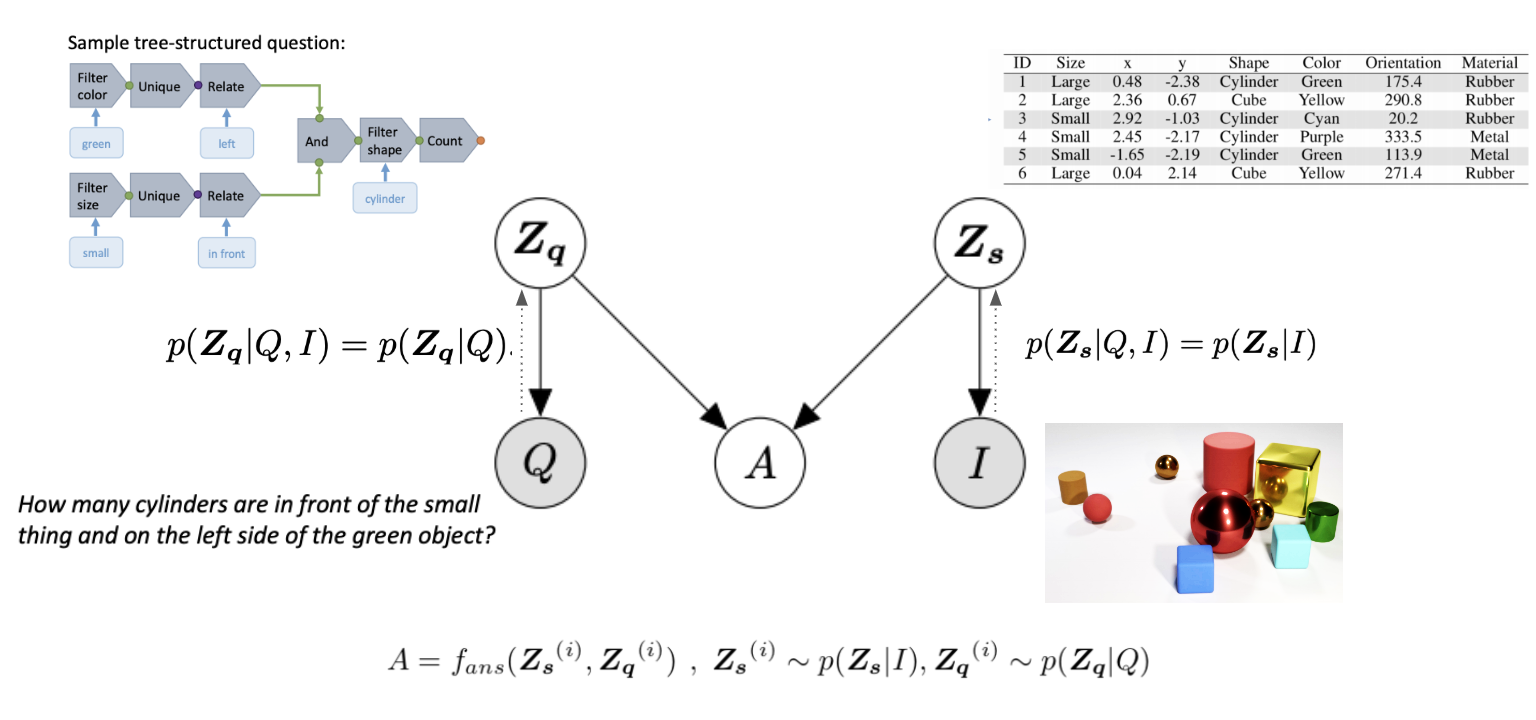 Sample tree-structured question:
Filter color
Unique
Relate
green
left
And
Filter shape
Count
cylinder
Filter size
Unique
Relate
small
in front
ID Size x y Shape Color Orientation Material
1 Large 0.48 -2.38 Cylinder Green 175.4 Rubber
2 Large 2.36 0.67 Cube Yellow 290.8 Rubber
3 Small 2.92 -1.03 Cylinder Cyan 20.2 Rubber
4 Small 2.45 -2.17 Cylinder Purple 333.5 Metal
5 Small -1.65 -2.19 Cylinder Green 113.9 Metal
6 Large 0.04 2.14 Cube Yellow 271.4 Rubber
Z_q
Z_s
p(Z_q|Q, I) = p(Z_q|Q).
p(Z_s|Q, I) = p(Z_s|I)
Q
A
I
How many cylinders are in front of the small
thing and on the left side of the green object?
A = f_{ans}(Z_s^{(i)}, Z_q^{(i)}) , Z_s^{(i)} ∼ p(Z_s|I), Z_q^{(i)} ∼ p(Z_q|Q)